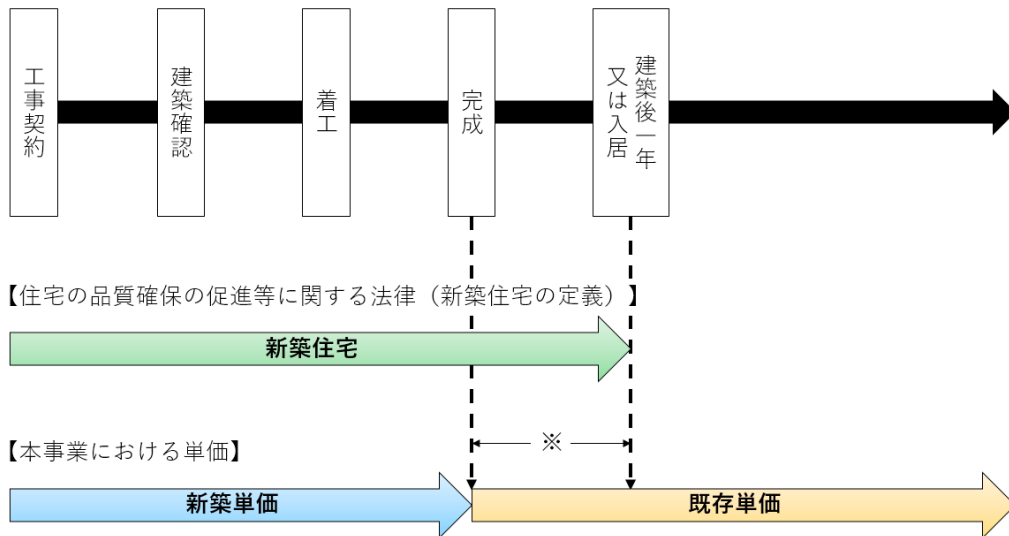 工事契約
建築確認
着工
完成
建築後一年
又は入居
【住宅の品質確保の促進等に関する法律（新築住宅の定義）】
新築住宅
【本事業における単価】
※
新築単価
既存単価